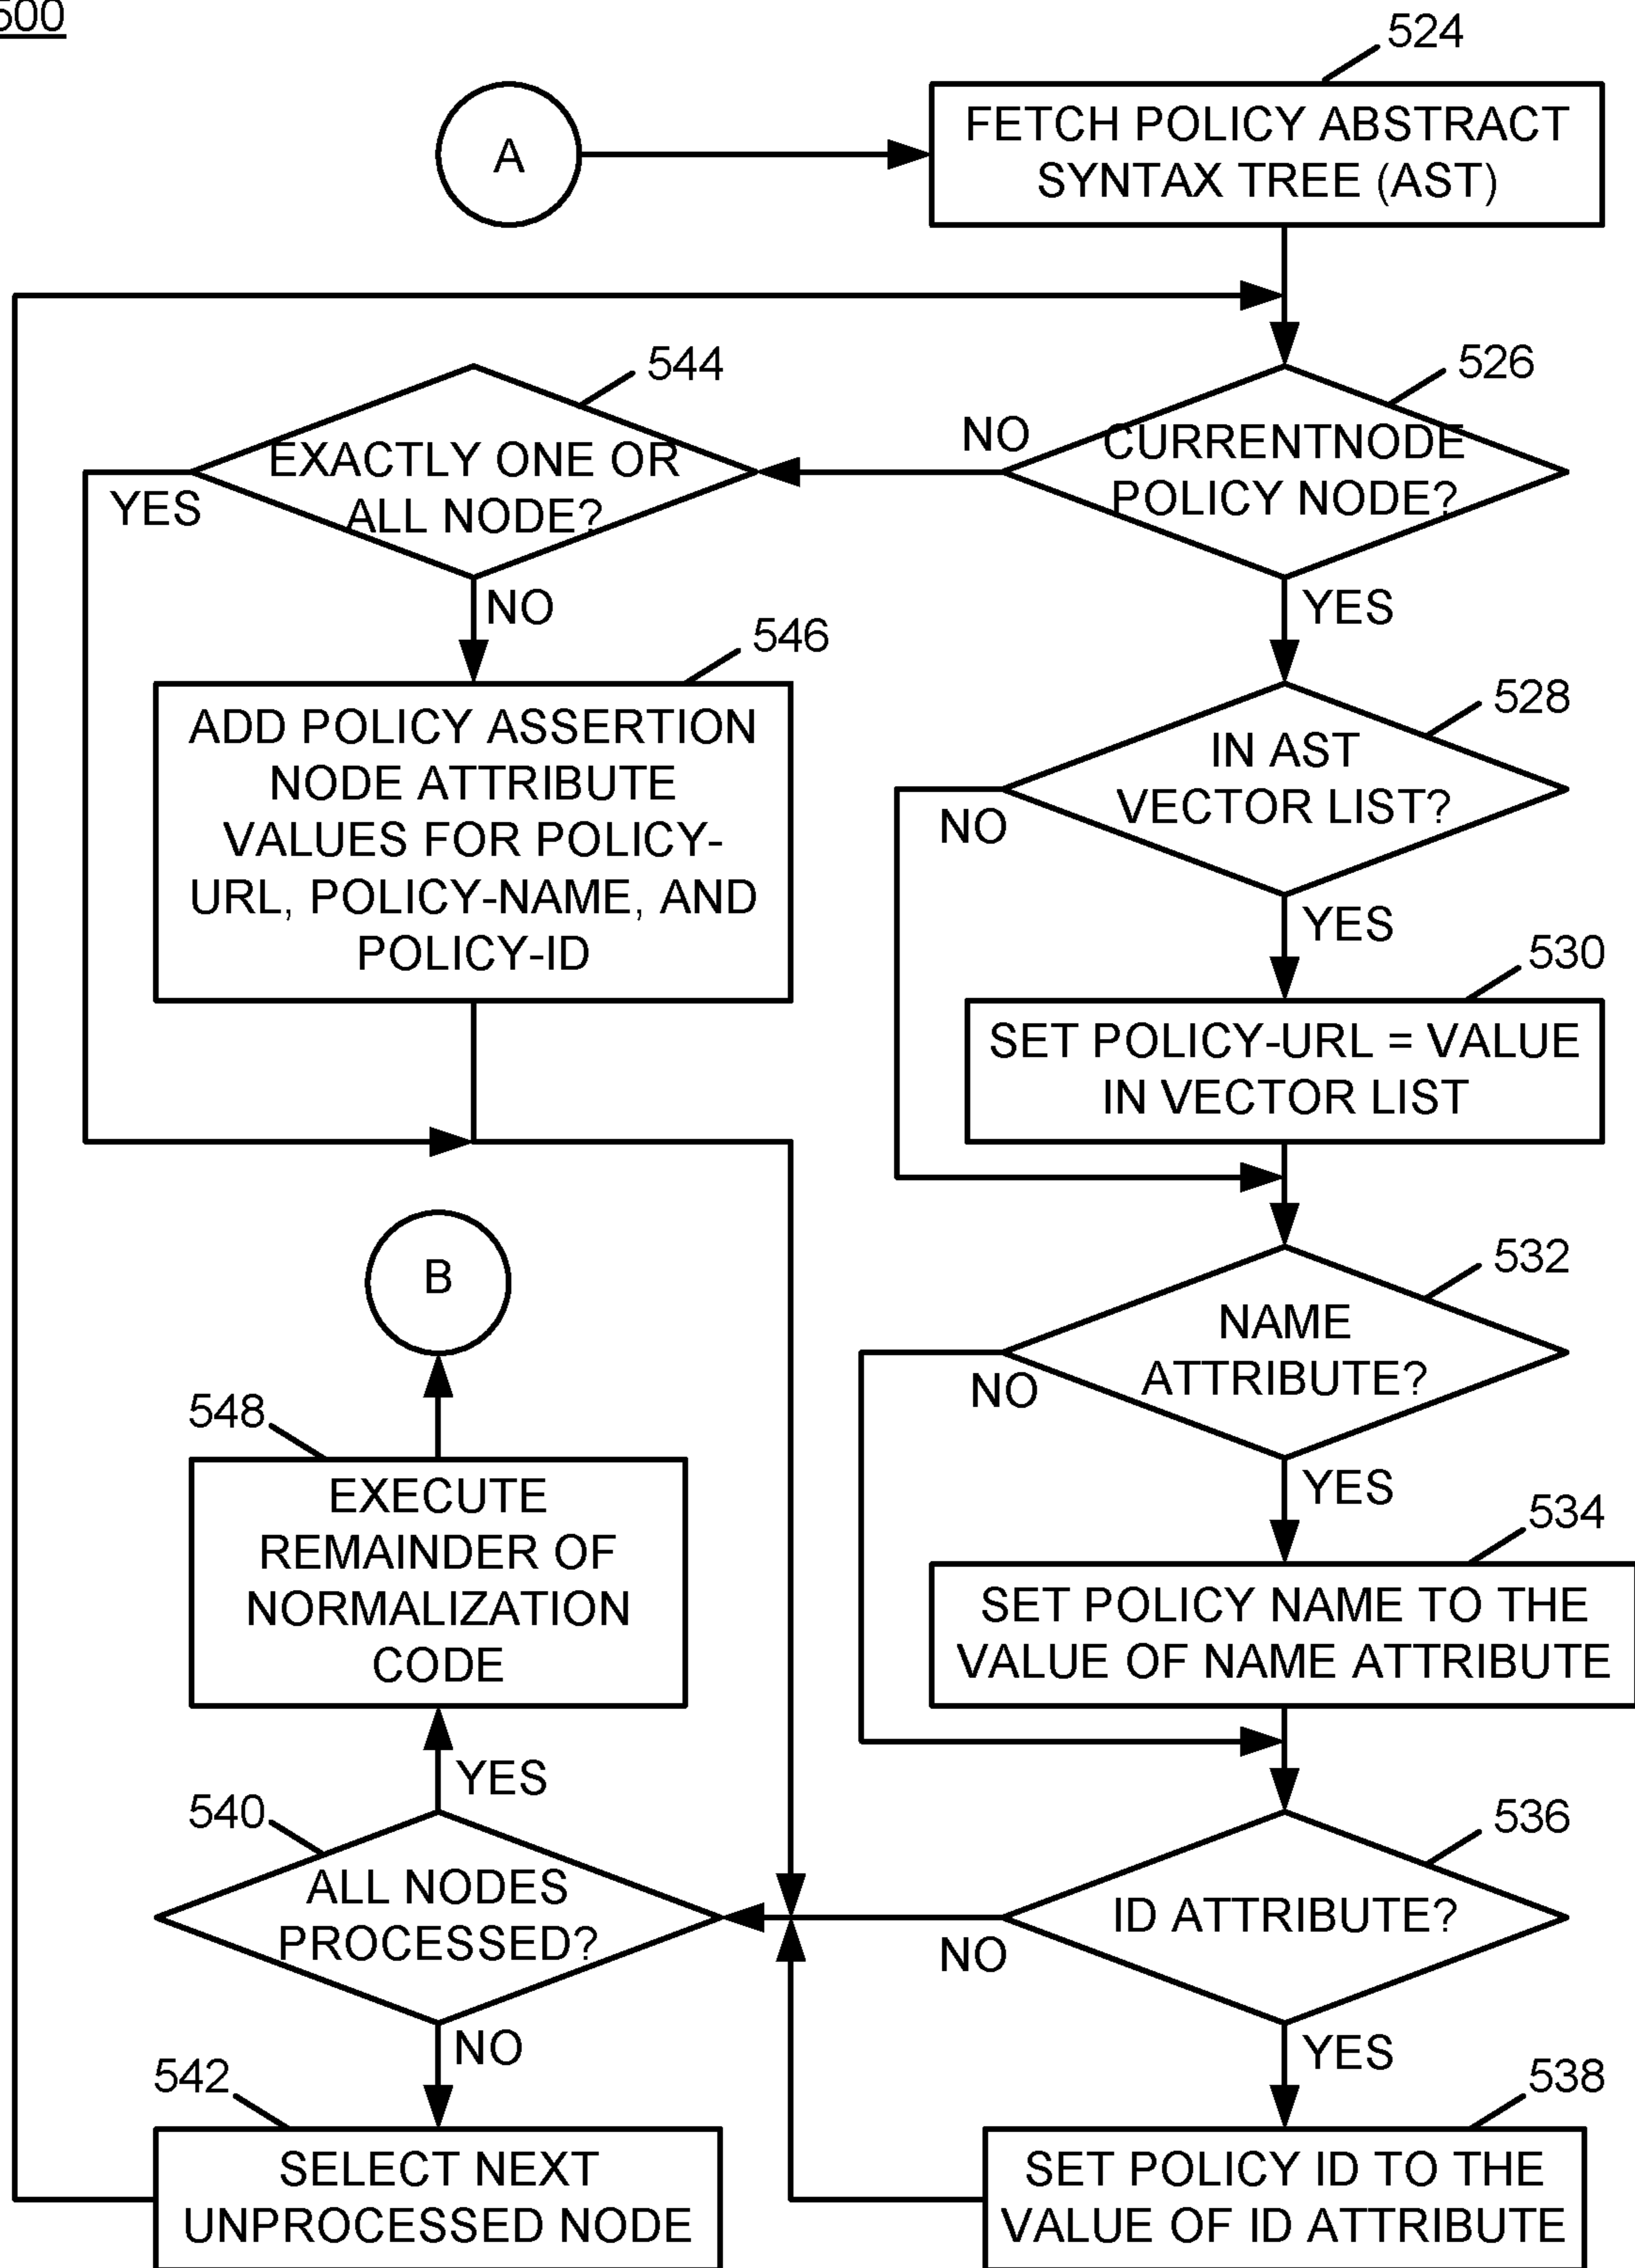 500
524
A
FETCH POLICY ABSTRACT
SYNTAX TREE (AST)
544
526
EXACTLY ONE OR
ALL NODE?
NO
CURRENTNODE
POLICY NODE?
YES
NO
YES
546
528
ADD POLICY ASSERTION
NODE ATTRIBUTE
VALUES FOR POLICY-
URL, POLICY-NAME, AND
POLICY-ID
IN AST
VECTOR LIST?
NO
YES
530
SET POLICY-URL = VALUE
IN VECTOR LIST
B
532
NAME
ATTRIBUTE?
NO
YES
548
EXECUTE
REMAINDER OF
NORMALIZATION
CODE
534
SET POLICY NAME TO THE
VALUE OF NAME ATTRIBUTE
YES
540
536
ALL NODES
PROCESSED?
ID ATTRIBUTE?
NO
NO
YES
542
538
SELECT NEXT
UNPROCESSED NODE
SET POLICY ID TO THE
VALUE OF ID ATTRIBUTE